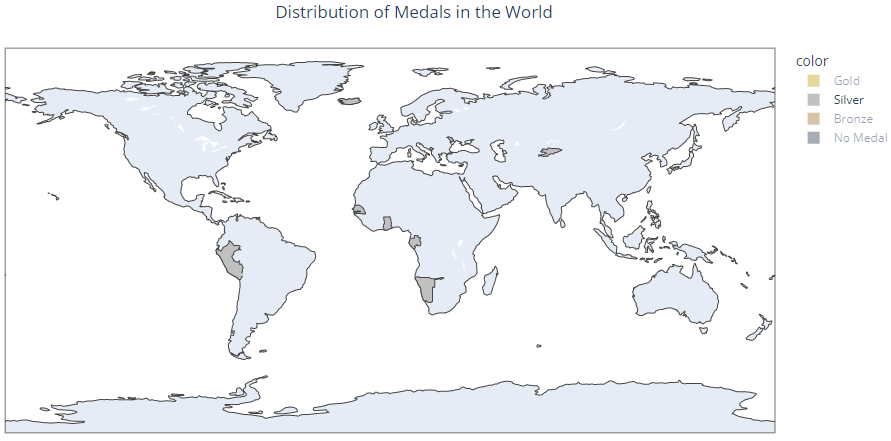 Distribution of Medals in the World
color
Gold
Silver
Bronze
No Medal